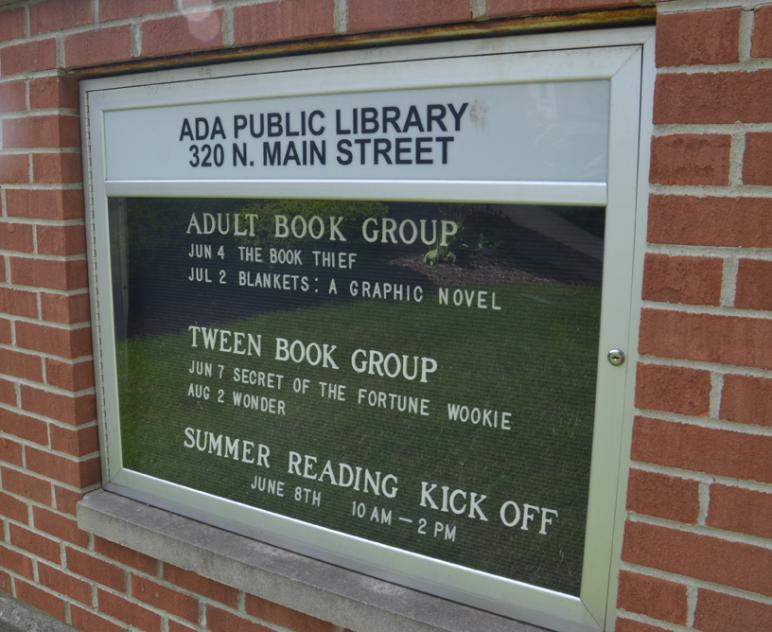 ADA PUBLIC LIBRARY
320 N. MAIN STREET
ADULT BOOK GROUP
JUN 4 THE BOOK THIEF
JUL 2 BLANKETS: A GRAPHIC NOVEL
TWEEN BOOK GROUP
JUN 7 SECRET OF THE FORTUNE WOOKIE
AUG 2 WONDER
SUMMER READING KICK OFF
JUNE 8TH 10 AM – 2 PM